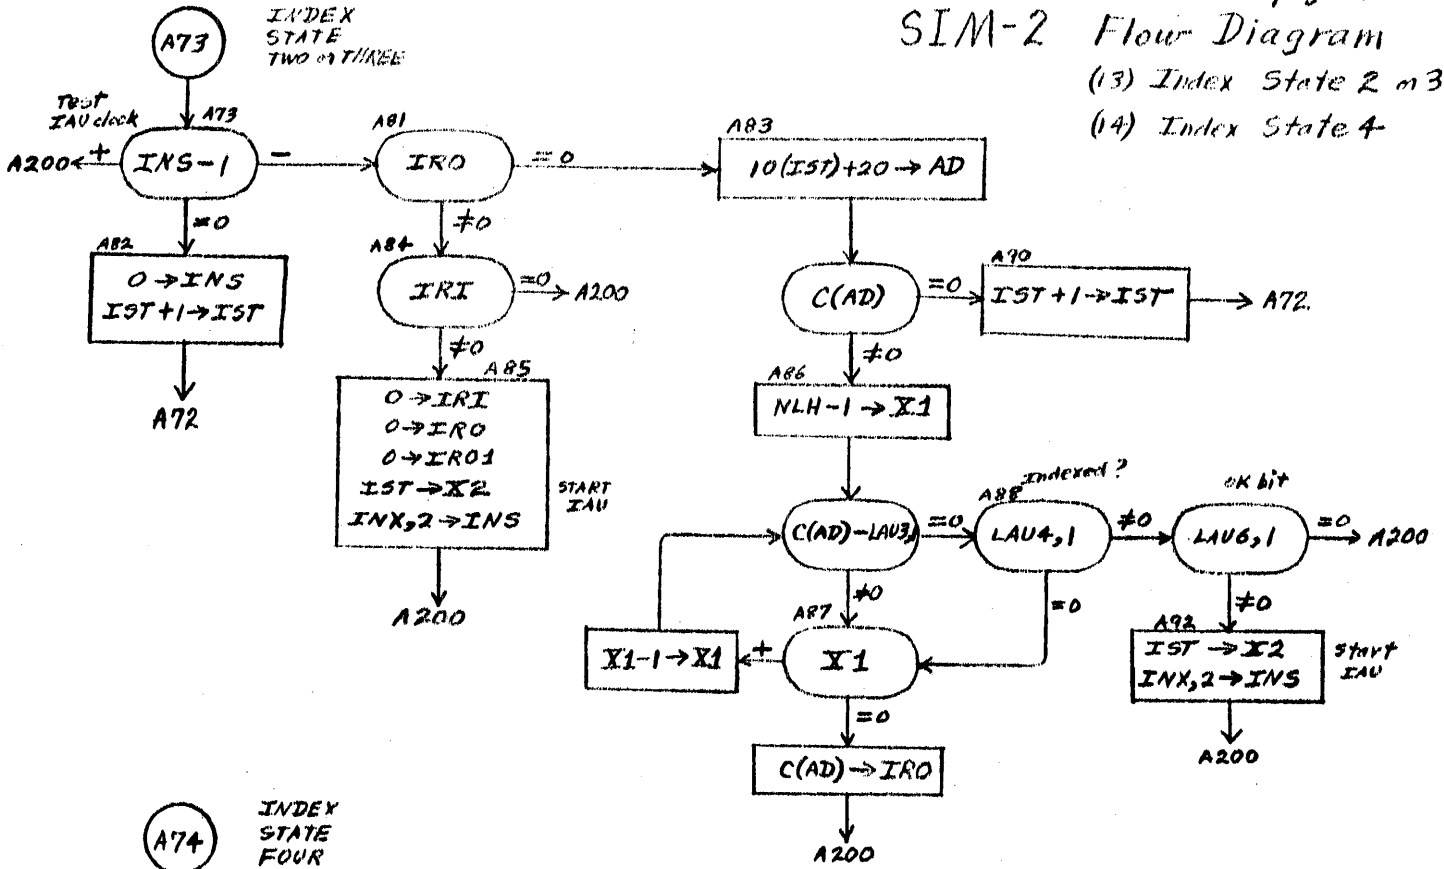 SIM-2 Flow Diagram
(13) Index State 2 or 3
(14) Index State 4
A73
INDEX
STATE
TWO or THREE
Test
IAU clock
A73
INS-1
+
A200
-
=0
A82
0→INS
IST+1→IST
A72
A81
IRO
=0
≠0
A84
IRI
=0
A200
≠0
A85
0→IRI
0→IRO
0→IRO1
IST→X2
INX,2→INS
START
IAU
A200
A83
10(IST)+20→AD
C(AD)
=0
A90
IST+1→IST
A72.
≠0
A86
NLH-1→X1
C(AD)-LAU3,1
=0
A88
Indexed?
LAU4,1
≠0
OK bit
LAU6,1
=0
A200
≠0
A87
X1
+
X1-1→X1
=0
≠0
A92
IST→X2
INX,2→INS
Start
IAU
A200
=0
C(AD)→IRO
A200
A74
INDEX
STATE
FOUR